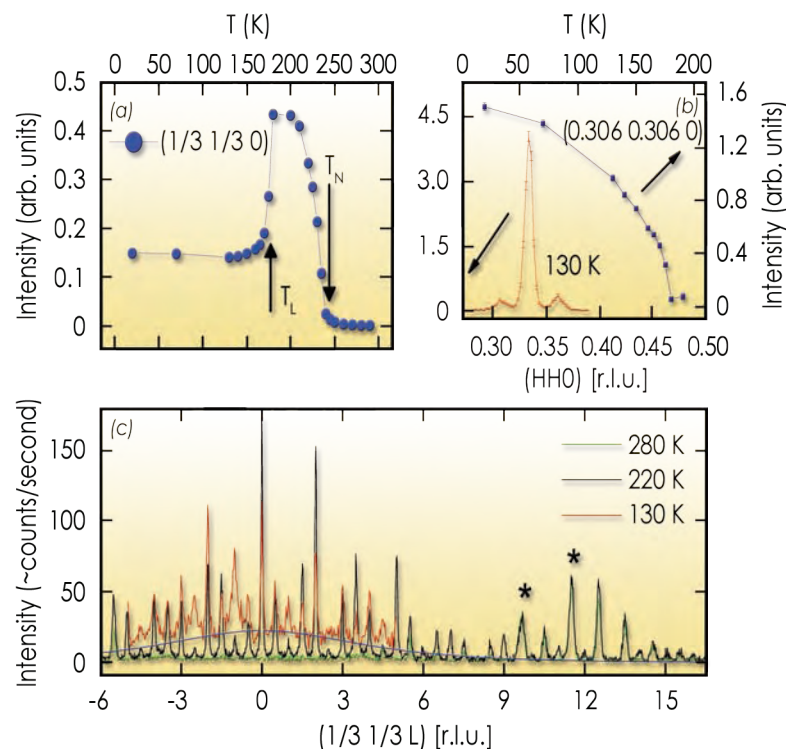 T (K)
0 50 100 150 200 250 300
0.5
0.4
0.3
0.2
0.1
0
Intensity (arb. units)
(a)
(1/3 1/3 0)
T_N
T_L
T (K)
0 50 100 150 200
(b)
4.5
3.0
1.5
0
Intensity (arb. units)
1.6
1.2
0.8
0.4
0
Intensity (arb. units)
(0.306 0.306 0)
130 K
0.30 0.35 0.40 0.45 0.50
(HH0) [r.l.u.]
(c)
150
100
50
0
Intensity (~counts/second)
280 K
220 K
130 K
*
*
-6 -3 0 3 6 9 12 15
(1/3 1/3 L) [r.l.u.]